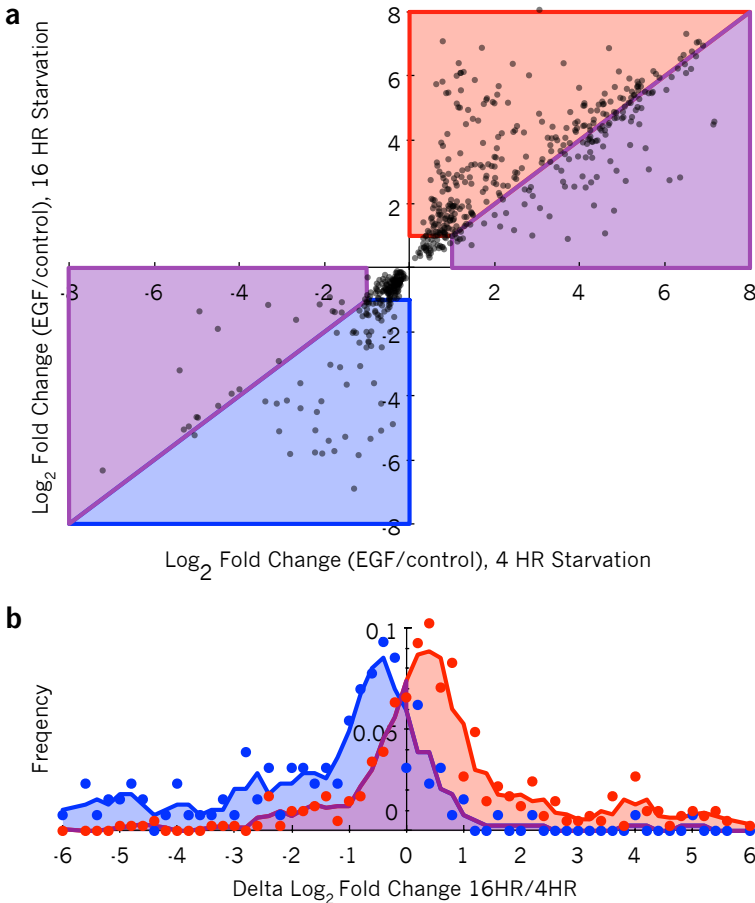 a
Log2 Fold Change (EGF/control), 16 HR Starvation
8
6
4
2
-8 -6 -4 -2 2 4 6 8
-2
-4
-6
-8
Log2 Fold Change (EGF/control), 4 HR Starvation
b
Freqency
0.1
0.05
0
-6 -5 -4 -3 -2 -1 0 1 2 3 4 5 6
Delta Log2 Fold Change 16HR/4HR